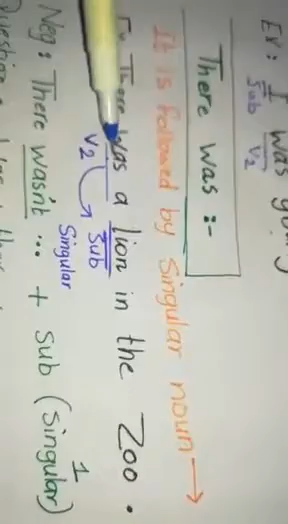 Ex: I was
Sub V2
There was :-
It is followed by Singular noun →
There was a lion in the Zoo.
V2 Sub
Singular
Neg: There wasn't ... + Sub (Singular)
1